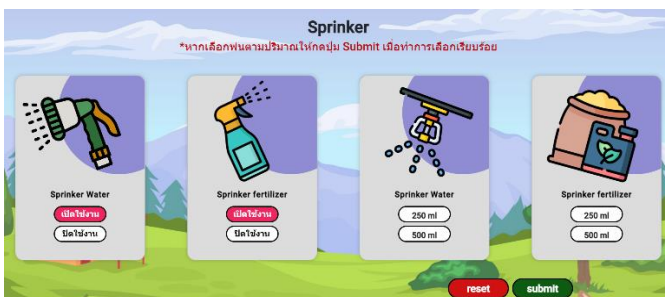 Sprinker
*หากเลือกพ่นตามปริมาณให้กดปุ่ม Submit เมื่อทำการเลือกเรียบร้อย
Sprinker Water
เปิดใช้งาน
ปิดใช้งาน
Sprinker fertilizer
เปิดใช้งาน
ปิดใช้งาน
Sprinker Water
250 ml
500 ml
Sprinker fertilizer
250 ml
500 ml
reset
submit